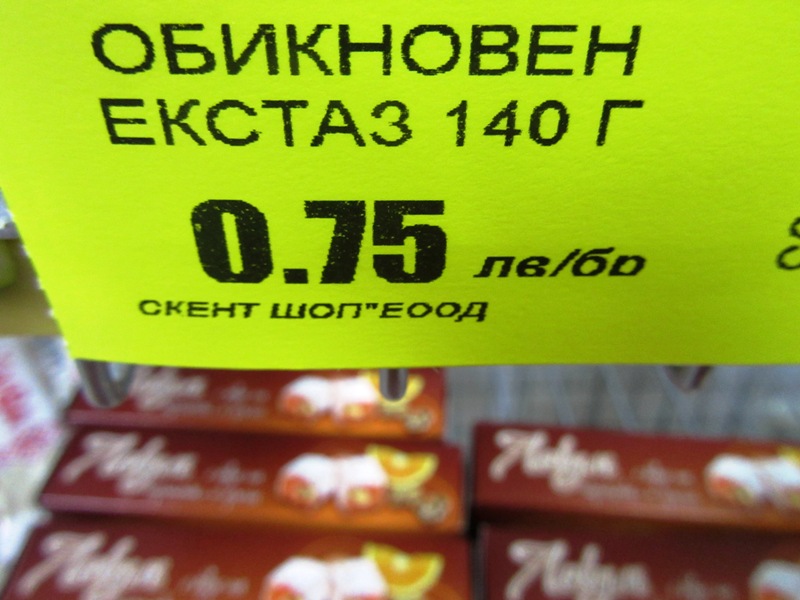 ОБИКНОВЕН
ЕКСТАЗ 140 Г
0.75 лв/бр
СКЕНТ ШОП"ЕООД